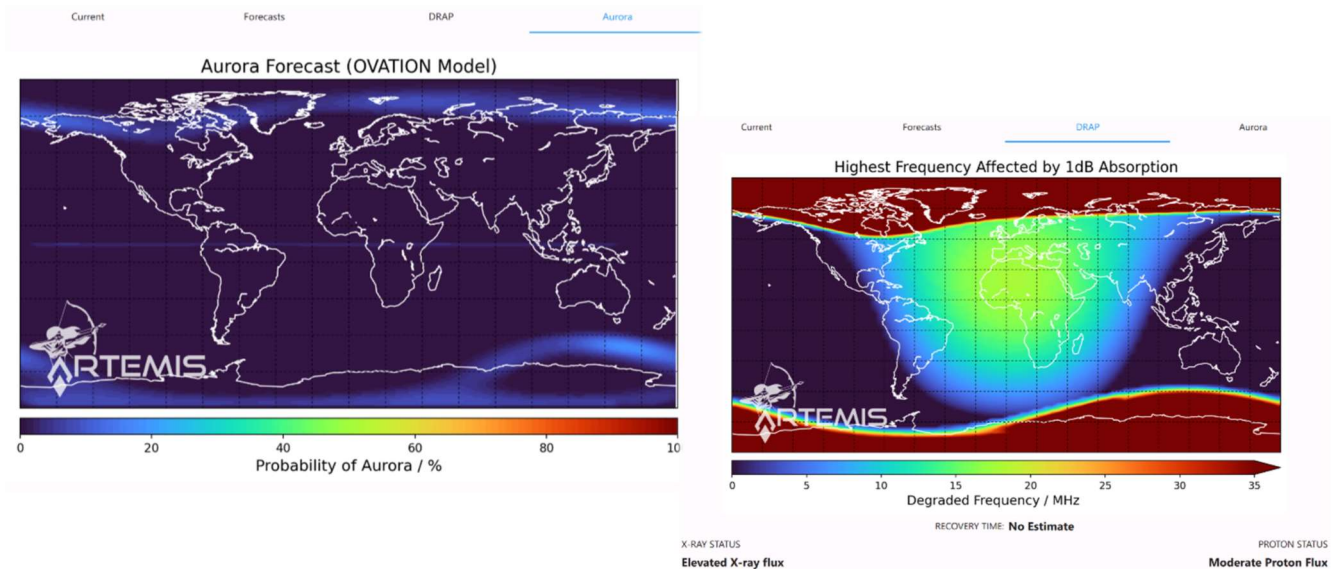 Current Forecasts DRAP Aurora
Aurora Forecast (OVATION Model)
ARTEMIS
0 20 40 60 80 10
Probability of Aurora / %
Current Forecasts DRAP Aurora
Highest Frequency Affected by 1dB Absorption
ARTEMIS
0 5 10 15 20 25 30 35
Degraded Frequency / MHz
RECOVERY TIME: No Estimate
X-RAY STATUS PROTON STATUS
Elevated X-ray flux Moderate Proton Flux